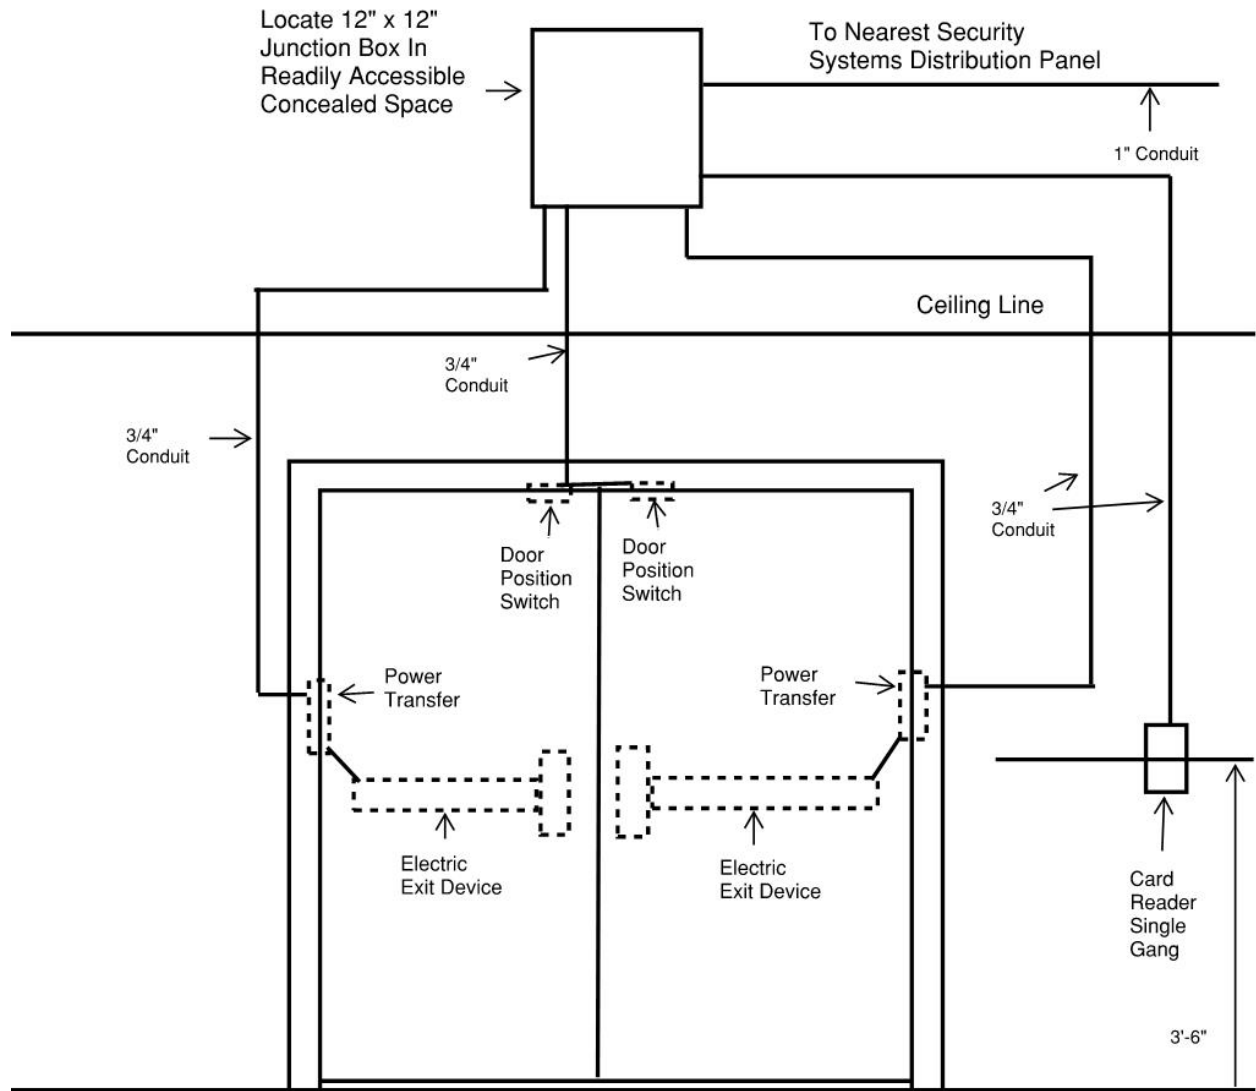 Locate 12" x 12"
Junction Box In
Readily Accessible
Concealed Space
To Nearest Security
Systems Distribution Panel
1" Conduit
Ceiling Line
3/4"
Conduit
3/4"
Conduit
3/4"
Conduit
Door
Position
Switch
Door
Position
Switch
Power
Transfer
Power
Transfer
Electric
Exit Device
Electric
Exit Device
Card
Reader
Single
Gang
3'-6"